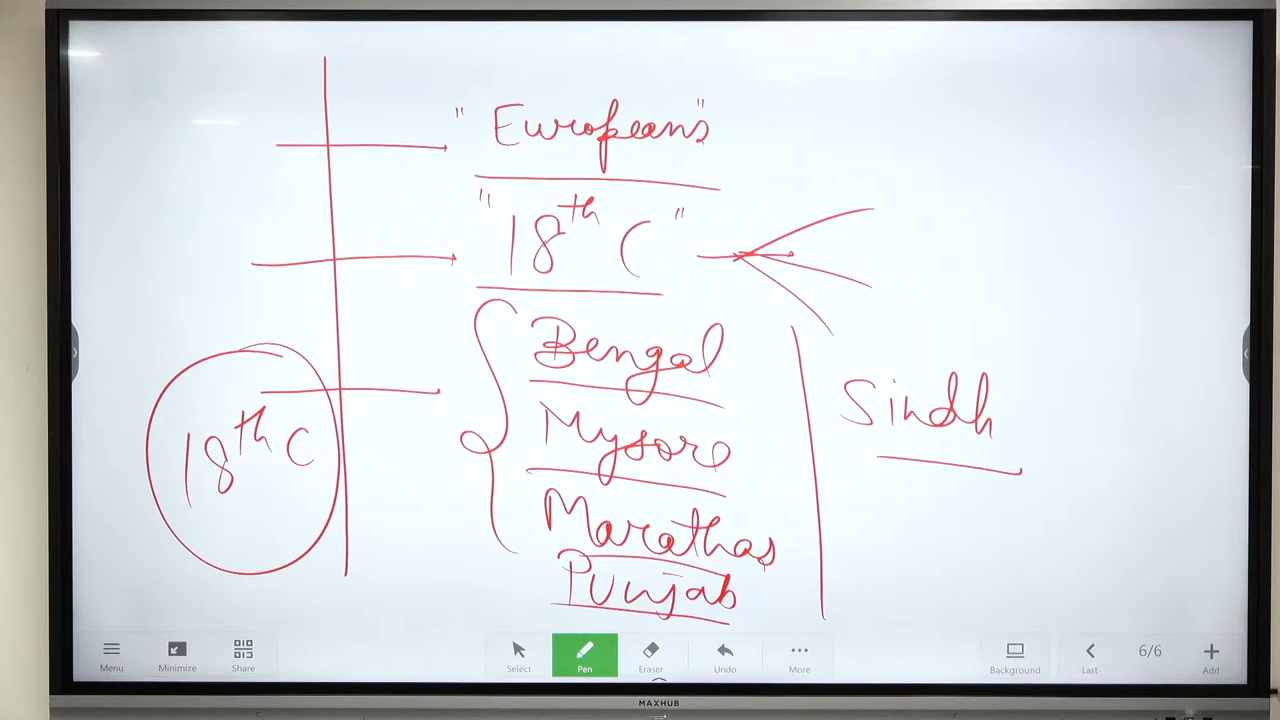 "Europeans"
"18th C"
Bengal
Mysore
Marathas
Punjab
Sindh
18th C
Menu
Minimize
Share
Select
Pen
Eraser
Undo
More
Background
Last
6/6
Add
MAXHUB